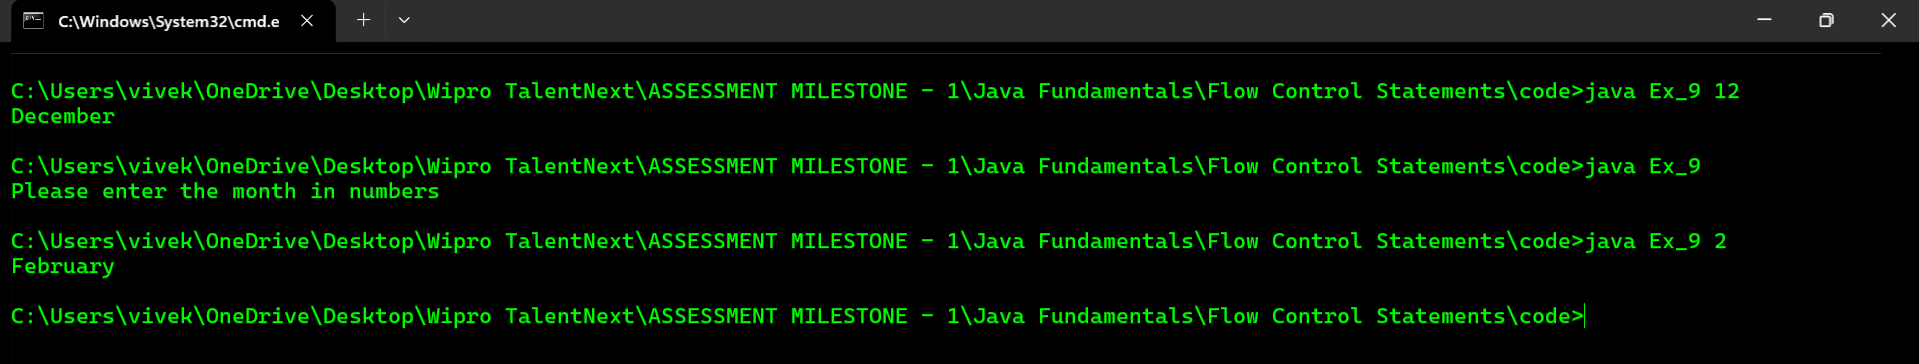 C:\Windows\System32\cmd.e
C:\Users\vivek\OneDrive\Desktop\Wipro TalentNext\ASSESSMENT MILESTONE - 1\Java Fundamentals\Flow Control Statements\code>java Ex_9 12
December
C:\Users\vivek\OneDrive\Desktop\Wipro TalentNext\ASSESSMENT MILESTONE - 1\Java Fundamentals\Flow Control Statements\code>java Ex_9
Please enter the month in numbers
C:\Users\vivek\OneDrive\Desktop\Wipro TalentNext\ASSESSMENT MILESTONE - 1\Java Fundamentals\Flow Control Statements\code>java Ex_9 2
February
C:\Users\vivek\OneDrive\Desktop\Wipro TalentNext\ASSESSMENT MILESTONE - 1\Java Fundamentals\Flow Control Statements\code>